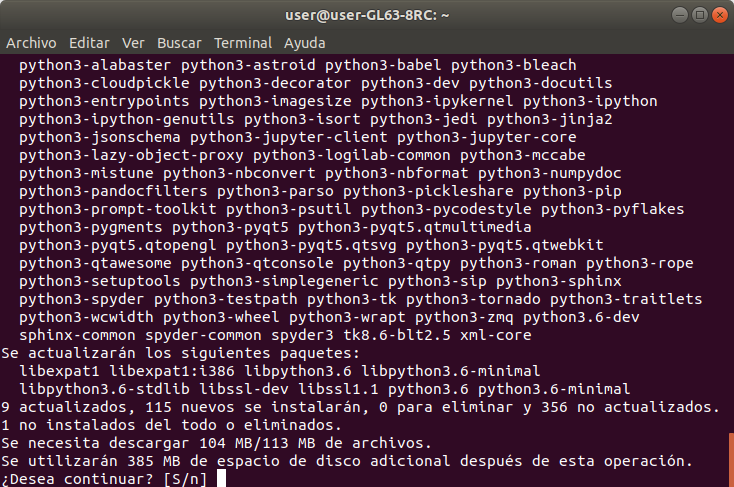 user@user-GL63-8RC: ~
Archivo Editar Ver Buscar Terminal Ayuda
python3-alabaster python3-astroid python3-babel python3-bleach
python3-cloudpickle python3-decorator python3-dev python3-docutils
python3-entrypoints python3-imagesize python3-ipykernel python3-ipython
python3-ipython-genutils python3-isort python3-jedi python3-jinja2
python3-jsonschema python3-jupyter-client python3-jupyter-core
python3-lazy-object-proxy python3-logilab-common python3-mccabe
python3-mistune python3-nbconvert python3-nbformat python3-numpydoc
python3-pandocfilters python3-parso python3-pickleshare python3-pip
python3-prompt-toolkit python3-psutil python3-pycodestyle python3-pyflakes
python3-pygments python3-pyqt5 python3-pyqt5.qtmultimedia
python3-pyqt5.qtopengl python3-pyqt5.qtsvg python3-pyqt5.qtwebkit
python3-qtawesome python3-qtconsole python3-qtpy python3-roman python3-rope
python3-setuptools python3-simplegeneric python3-sip python3-sphinx
python3-spyder python3-testpath python3-tk python3-tornado python3-traitlets
python3-wcwidth python3-wheel python3-wrapt python3-zmq python3.6-dev
sphinx-common spyder-common spyder3 tk8.6-blt2.5 xml-core
Se actualizarán los siguientes paquetes:
libexpat1 libexpat1:i386 libpython3.6 libpython3.6-minimal
libpython3.6-stdlib libssl-dev libssl1.1 python3.6 python3.6-minimal
9 actualizados, 115 nuevos se instalarán, 0 para eliminar y 356 no actualizados.
1 no instalados del todo o eliminados.
Se necesita descargar 104 MB/113 MB de archivos.
Se utilizarán 385 MB de espacio de disco adicional después de esta operación.
¿Desea continuar? [S/n]